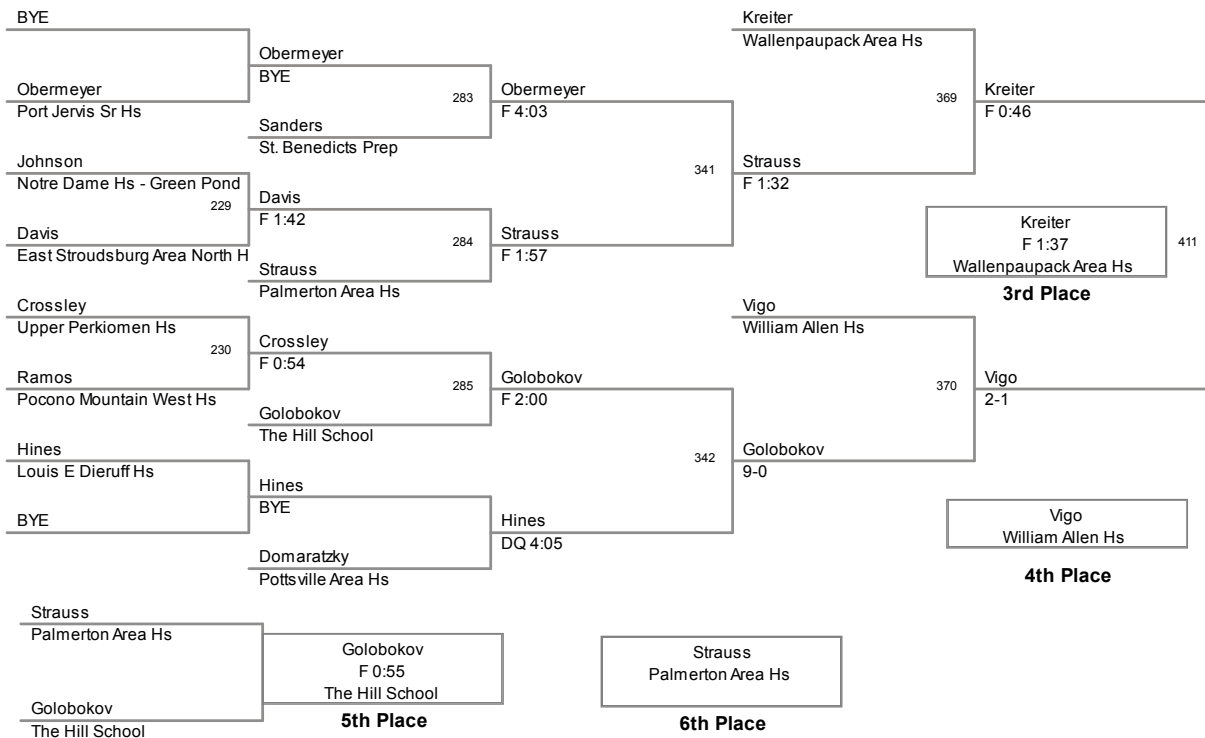 BYE
Obermeyer
Port Jervis Sr Hs
Johnson
Notre Dame Hs - Green Pond
229
Davis
East Stroudsburg Area North H
Crossley
Upper Perkiomen Hs
230
Ramos
Pocono Mountain West Hs
Hines
Louis E Dieruff Hs
BYE
Obermeyer
BYE
283
Sanders
St. Benedicts Prep
Davis
F 1:42
284
Strauss
Palmerton Area Hs
Crossley
F 0:54
285
Golobokov
The Hill School
Hines
BYE
Domaratzky
Pottsville Area Hs
Obermeyer
F 4:03
341
Strauss
F 1:57
Golobokov
F 2:00
342
Hines
DQ 4:05
Kreiter
Wallenpaupack Area Hs
369
Strauss
F 1:32
Vigo
William Allen Hs
370
Golobokov
9-0
Kreiter
F 0:46
Kreiter
F 1:37
Wallenpaupack Area Hs
411
3rd Place
Vigo
2-1
Vigo
William Allen Hs
4th Place
Strauss
Palmerton Area Hs
Golobokov
The Hill School
Golobokov
F 0:55
The Hill School
5th Place
Strauss
Palmerton Area Hs
6th Place